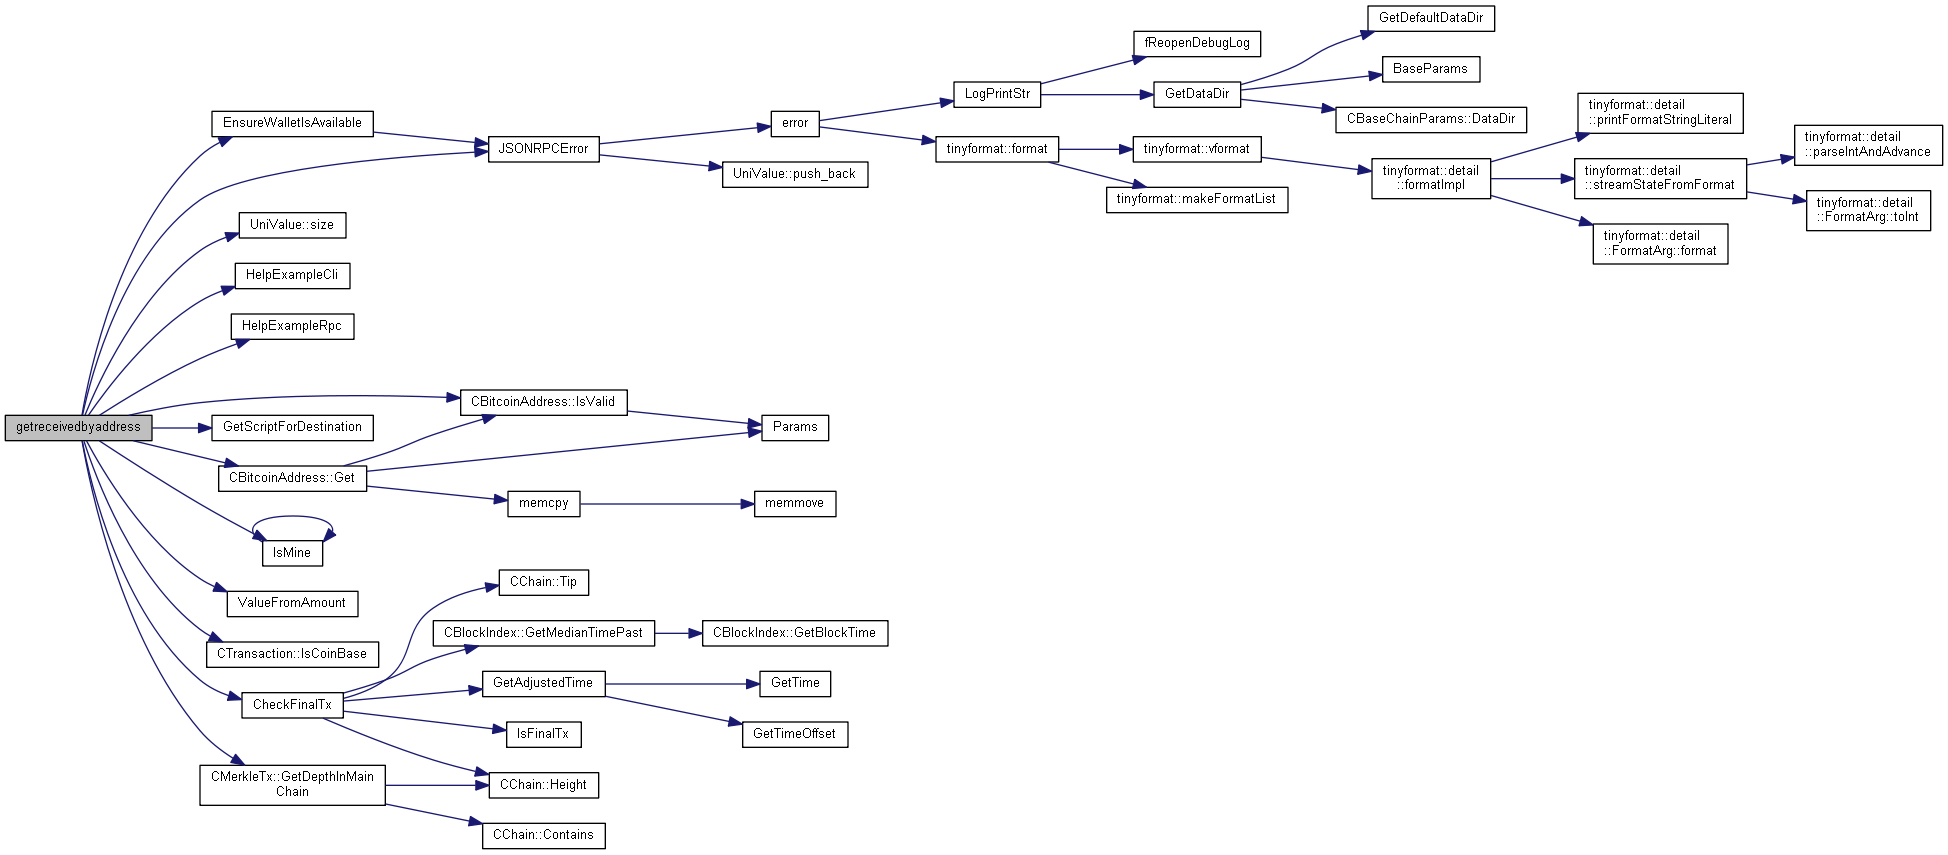 GetDefaultDataDir
fReopenDebugLog
BaseParams
LogPrintStr
GetDataDir
CBaseChainParams::DataDir
tinyformat::detail
::printFormatStringLiteral
EnsureWalletIsAvailable
error
JSONRPCError
tinyformat::format
tinyformat::vformat
tinyformat::detail
::parseIntAndAdvance
UniValue::push_back
tinyformat::makeFormatList
tinyformat::detail
::formatImpl
tinyformat::detail
::streamStateFromFormat
tinyformat::detail
::FormatArg::toInt
UniValue::size
tinyformat::detail
::FormatArg::format
HelpExampleCli
HelpExampleRpc
CBitcoinAddress::IsValid
getreceivedbyaddress
GetScriptForDestination
Params
CBitcoinAddress::Get
memcpy
memmove
IsMine
CChain::Tip
ValueFromAmount
CBlockIndex::GetMedianTimePast
CBlockIndex::GetBlockTime
CTransaction::IsCoinBase
GetAdjustedTime
GetTime
CheckFinalTx
IsFinalTx
GetTimeOffset
CMerkleTx::GetDepthInMain
Chain
CChain::Height
CChain::Contains